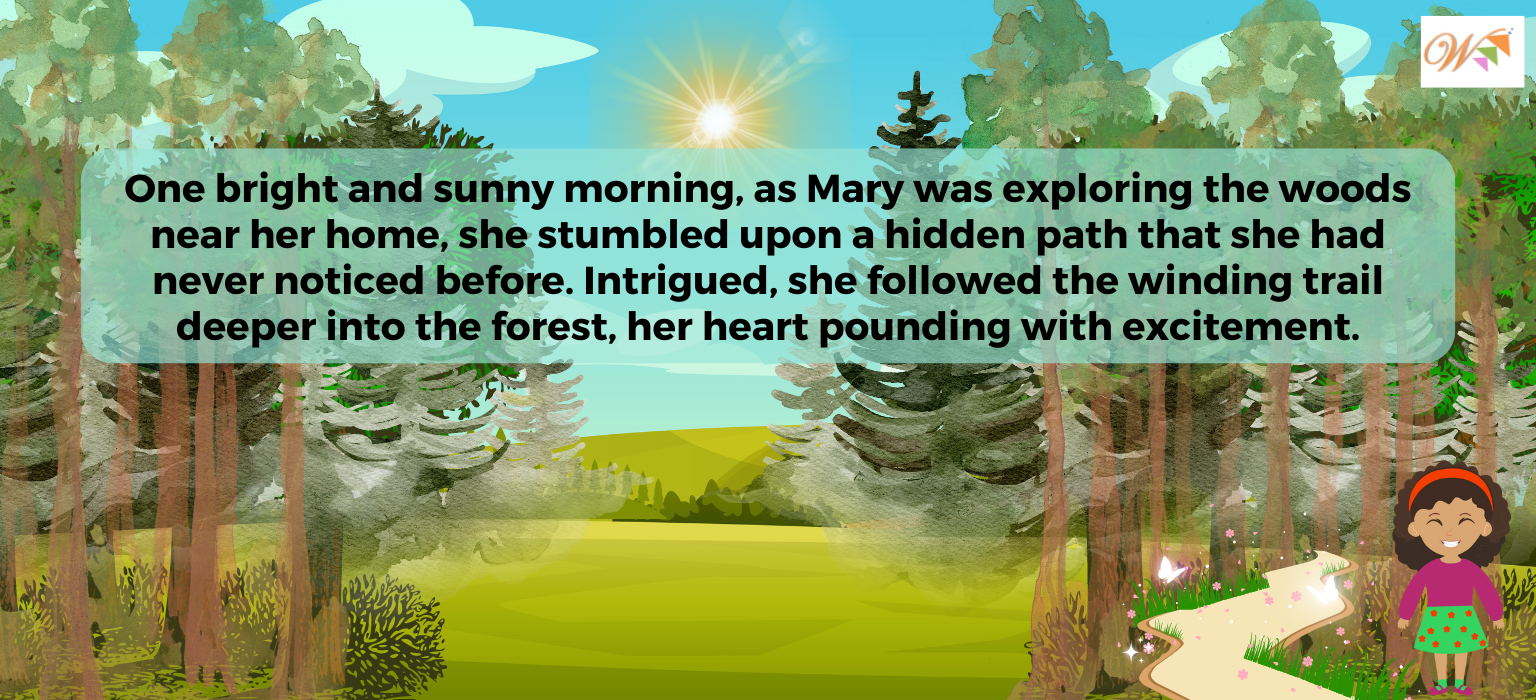 W
One bright and sunny morning, as Mary was exploring the woods
near her home, she stumbled upon a hidden path that she had
never noticed before. Intrigued, she followed the winding trail
deeper into the forest, her heart pounding with excitement.